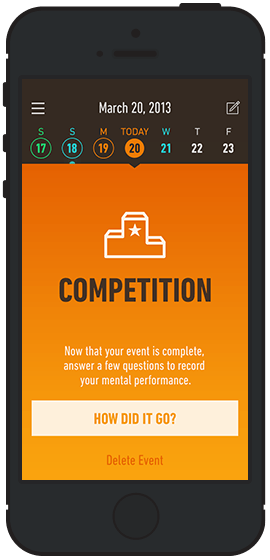 March 20, 2013
S S M TODAY W T F
17 18 19 20 21 22 23
COMPETITION
Now that your event is complete,
answer a few questions to record
your mental performance.
HOW DID IT GO?
Delete Event